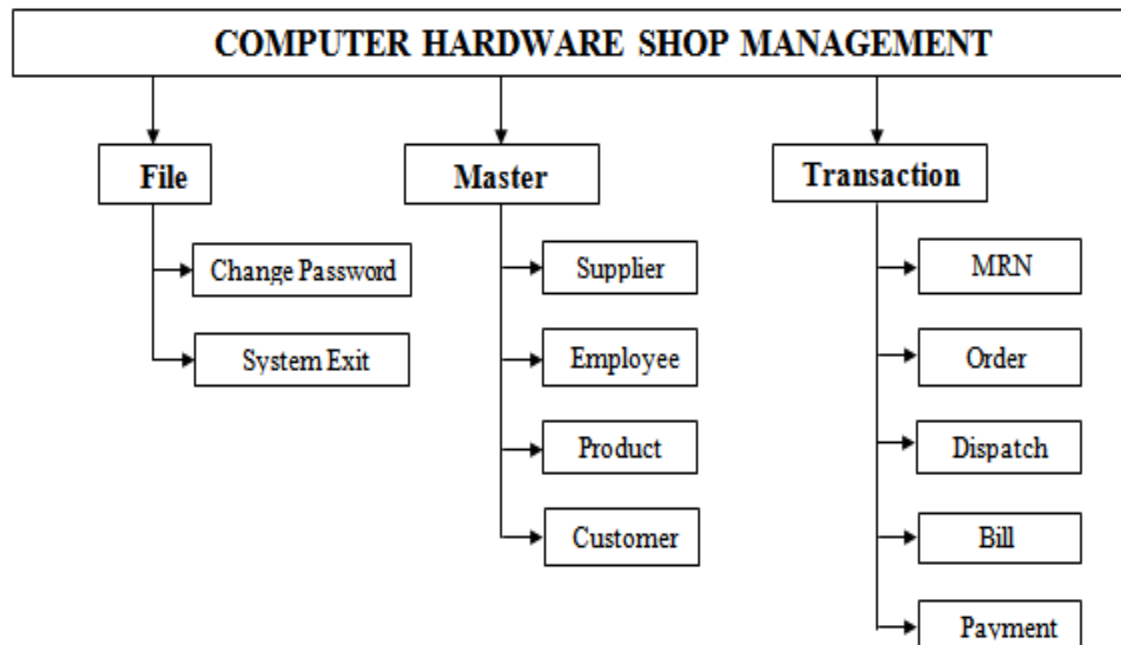 COMPUTER HARDWARE SHOP MANAGEMENT
File
Master
Transaction
Change Password
System Exit
Supplier
Employee
Product
Customer
MRN
Order
Dispatch
Bill
Payment